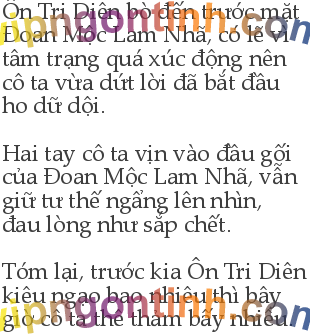 Ôn Tri Diên bò đến trước mặt
Đoan Mộc Lam Nhã, có lẽ vì
tâm trạng quá xúc động nên
cô ta vừa dứt lời đã bắt đầu
ho dữ dội.
Hai tay cô ta vịn vào đầu gối
của Đoan Mộc Lam Nhã, vẫn
giữ tư thế ngẩng lên nhìn,
đau lòng như sắp chết.
Tóm lại, trước kia Ôn Tri Diên
kiêu ngạo bao nhiêu thì bây
giờ cô ta thê thảm bấy nhiêu
vipngontinh.com
vipngontinh.com